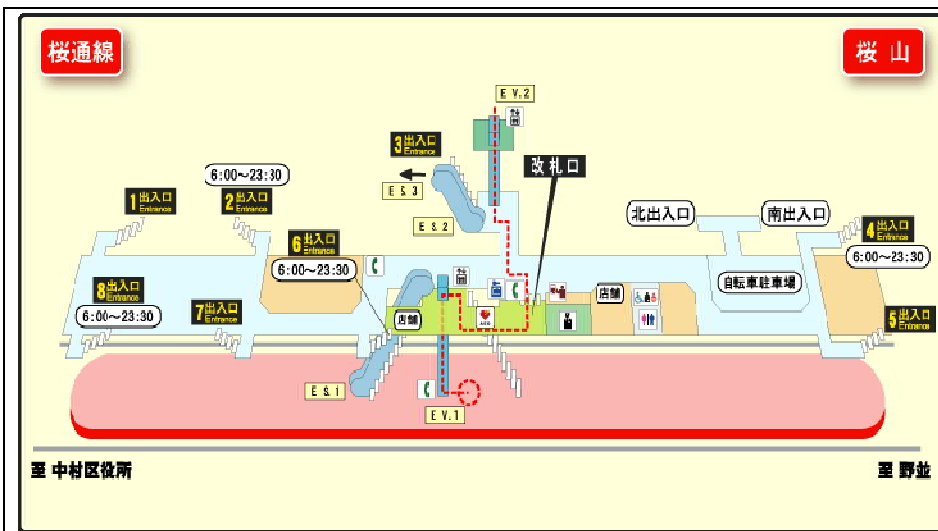 桜通線
桜山
EV.2
3出入口
Entrance
改札口
6:00～23:30
ES.3
1出入口
Entrance
2出入口
Entrance
ES.2
北出入口
南出入口
4出入口
Entrance
6:00～23:30
6出入口
Entrance
6:00～23:30
自転車駐車場
8出入口
Entrance
6:00～23:30
7出入口
Entrance
店舗
店舗
5出入口
Entrance
ES.1
EV.1
至 中村区役所
至 野並